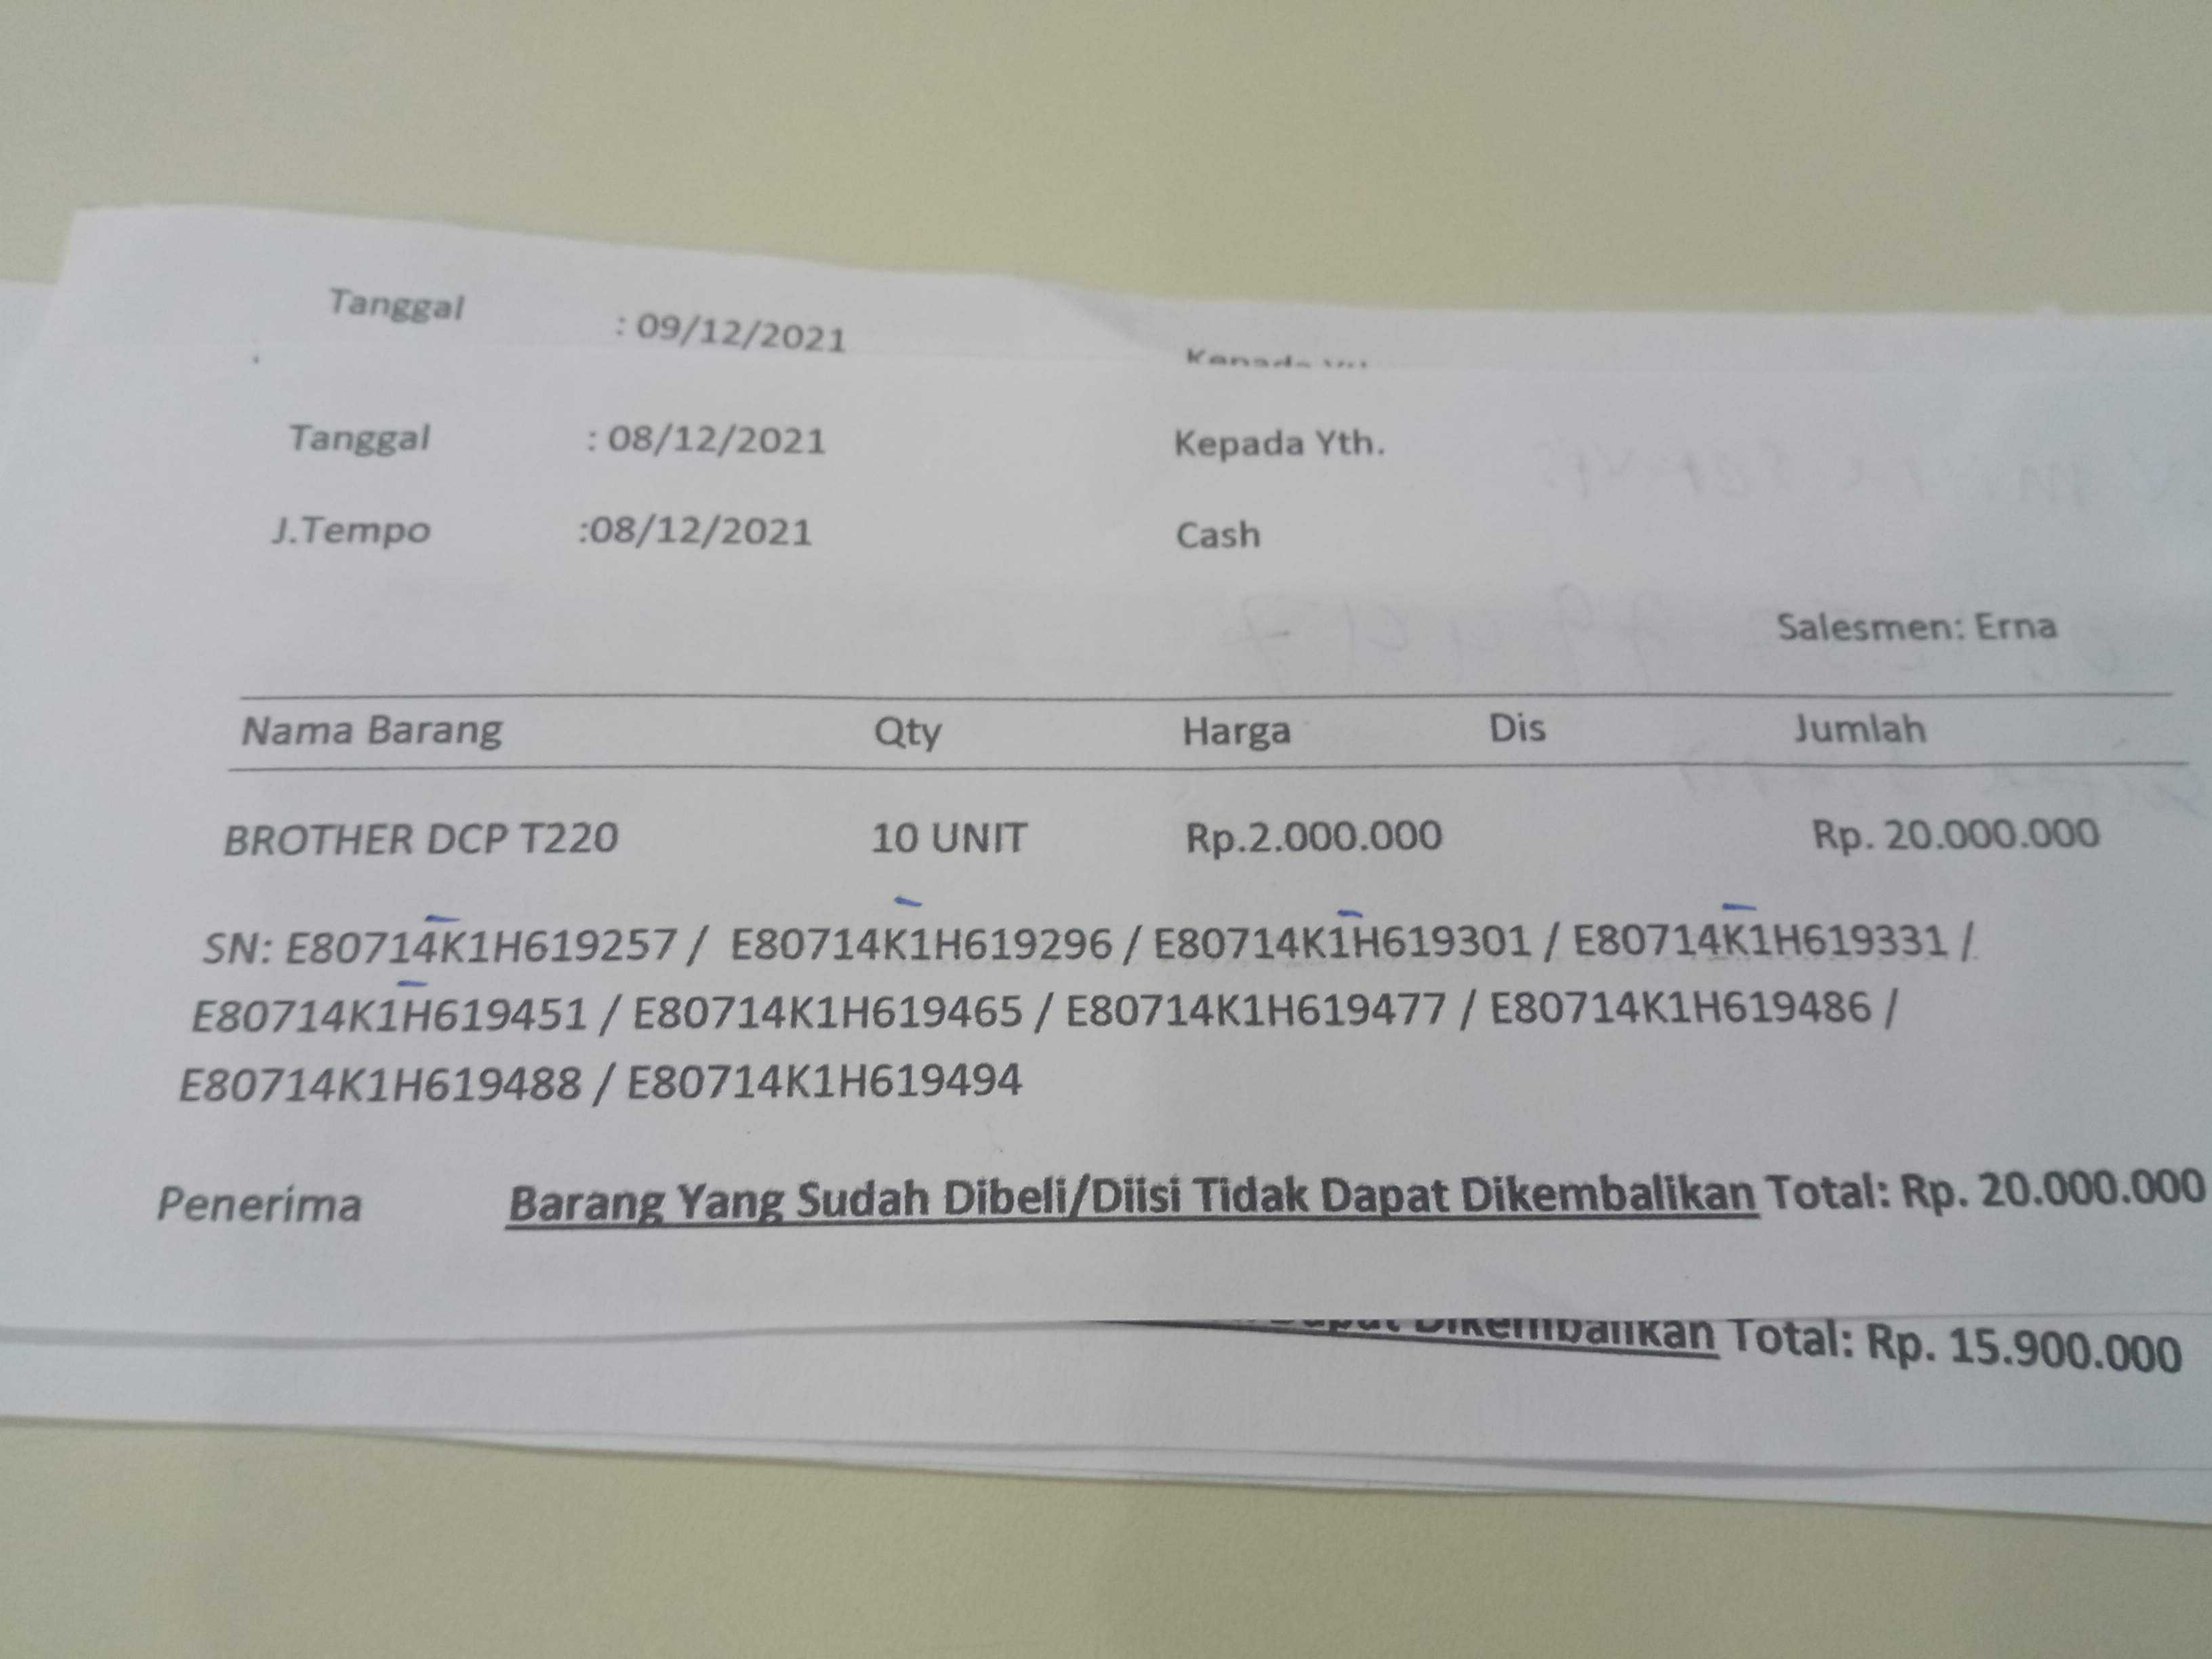 Tanggal : 09/12/2021
Tanggal : 08/12/2021 Kepada Yth.
J.Tempo :08/12/2021 Cash
Salesmen: Erna
Nama Barang Qty Harga Dis Jumlah
BROTHER DCP T220 10 UNIT Rp.2.000.000 Rp. 20.000.000
SN: E80714K1H619257 / E80714K1H619296 / E80714K1H619301 / E80714K1H619331 /
E80714K1H619451 / E80714K1H619465 / E80714K1H619477 / E80714K1H619486 /
E80714K1H619488 / E80714K1H619494
Penerima Barang Yang Sudah Dibeli/Diisi Tidak Dapat Dikembalikan Total: Rp. 20.000.000
Dapat Dikembalikan Total: Rp. 15.900.000